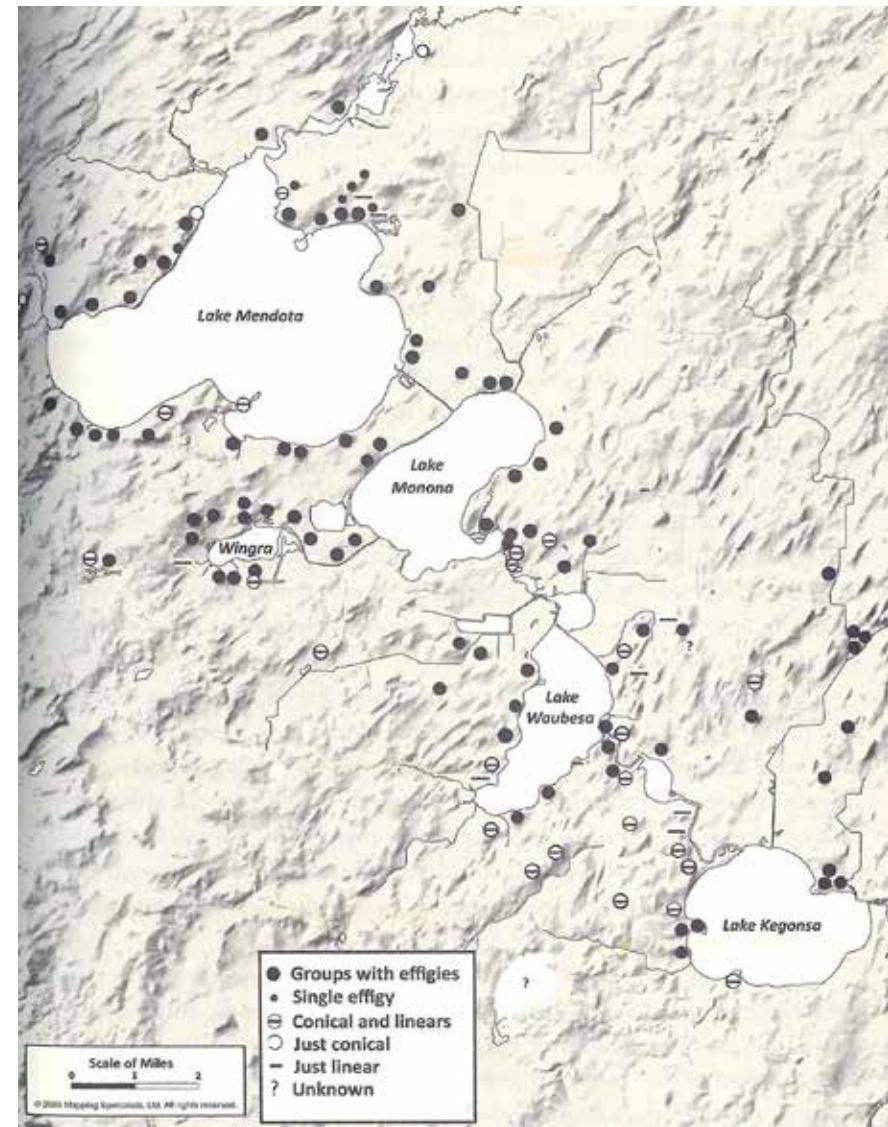 Lake Mendota
Lake
Monona
Wingra
?
Lake
Waubesa
Lake Kegonsa
?
Groups with effigies
Single effigy
Conical and linears
Just conical
Just linear
? Unknown
Scale of Miles
0 1 2
© 2005 Mapping Specialists, Ltd. All rights reserved.